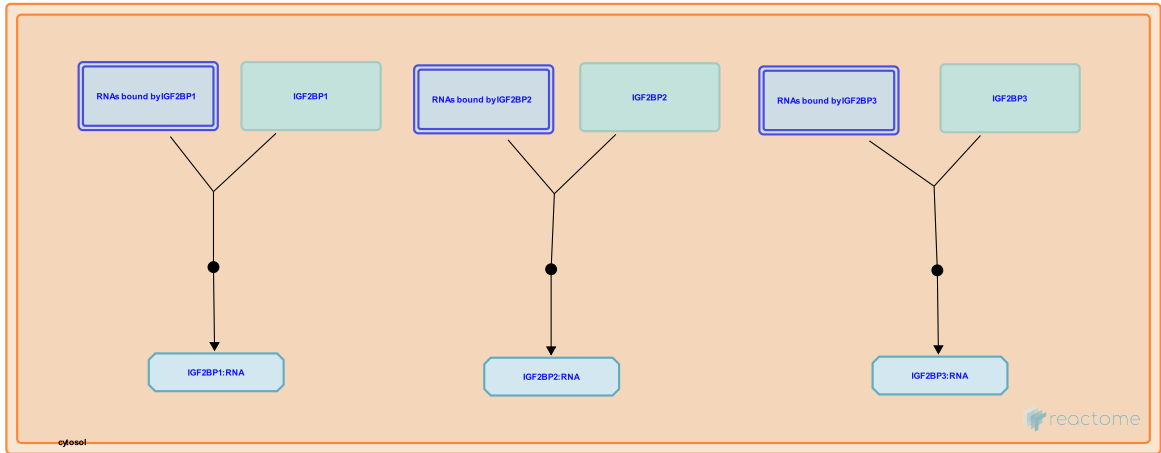 RNAs bound byIGF2BP1
IGF2BP1
RNAs bound byIGF2BP2
IGF2BP2
RNAs bound byIGF2BP3
IGF2BP3
IGF2BP1:RNA
IGF2BP2:RNA
IGF2BP3:RNA
reactome
cytosol